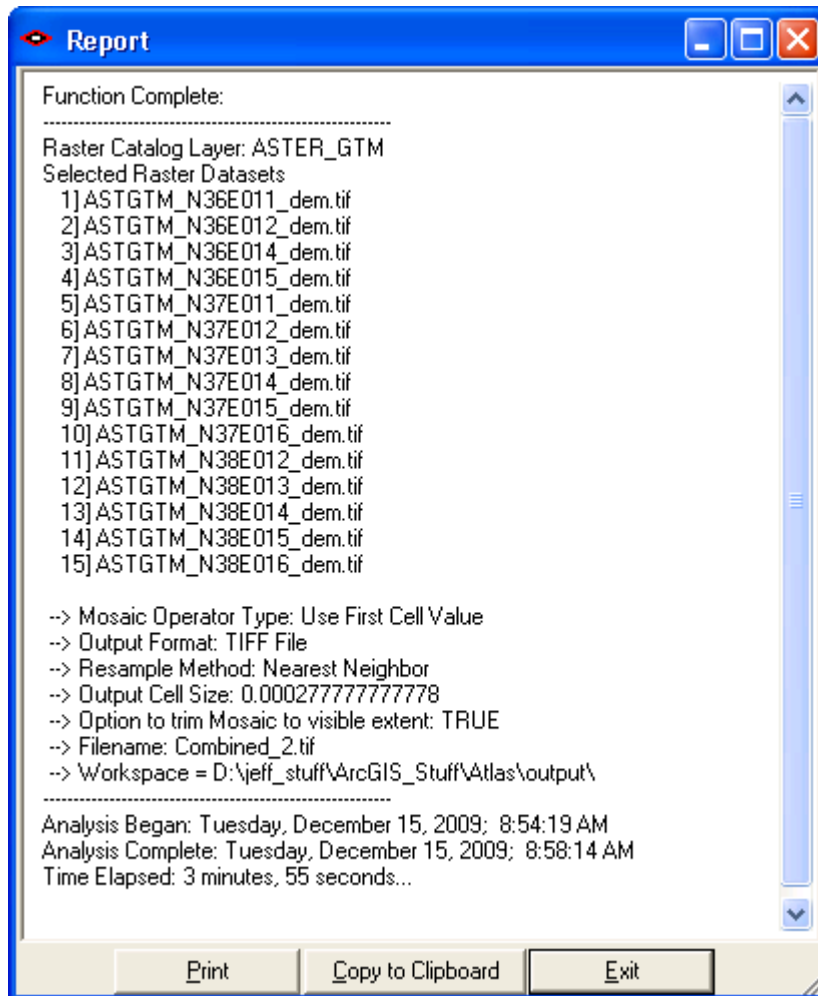 Report
Function Complete:
----------------------------------------------------------
Raster Catalog Layer: ASTER_GTM
Selected Raster Datasets
1] ASTGTM_N36E011_dem.tif
2] ASTGTM_N36E012_dem.tif
3] ASTGTM_N36E014_dem.tif
4] ASTGTM_N36E015_dem.tif
5] ASTGTM_N37E011_dem.tif
6] ASTGTM_N37E012_dem.tif
7] ASTGTM_N37E013_dem.tif
8] ASTGTM_N37E014_dem.tif
9] ASTGTM_N37E015_dem.tif
10] ASTGTM_N37E016_dem.tif
11] ASTGTM_N38E012_dem.tif
12] ASTGTM_N38E013_dem.tif
13] ASTGTM_N38E014_dem.tif
14] ASTGTM_N38E015_dem.tif
15] ASTGTM_N38E016_dem.tif
--> Mosaic Operator Type: Use First Cell Value
--> Output Format: TIFF File
--> Resample Method: Nearest Neighbor
--> Output Cell Size: 0.000277777777778
--> Option to trim Mosaic to visible extent: TRUE
--> Filename: Combined_2.tif
--> Workspace = D:\jeff_stuff\ArcGIS_Stuff\Atlas\output\
----------------------------------------------------------
Analysis Began: Tuesday, December 15, 2009; 8:54:19 AM
Analysis Complete: Tuesday, December 15, 2009; 8:58:14 AM
Time Elapsed: 3 minutes, 55 seconds...
Print Copy to Clipboard Exit